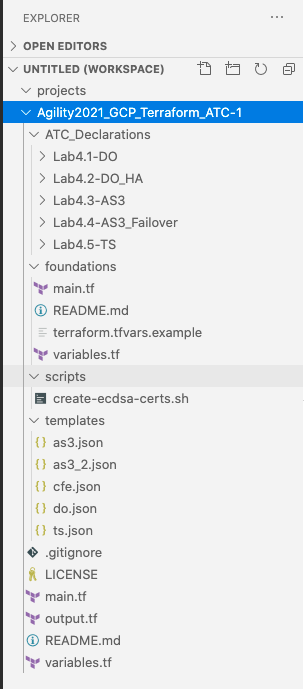 EXPLORER
OPEN EDITORS
UNTITLED (WORKSPACE)
projects
Agility2021_GCP_Terraform_ATC-1
ATC_Declarations
Lab4.1-DO
Lab4.2-DO_HA
Lab4.3-AS3
Lab4.4-AS3_Failover
Lab4.5-TS
foundations
main.tf
README.md
terraform.tfvars.example
variables.tf
scripts
create-ecdsa-certs.sh
templates
as3.json
as3_2.json
cfe.json
do.json
ts.json
.gitignore
LICENSE
main.tf
output.tf
README.md
variables.tf